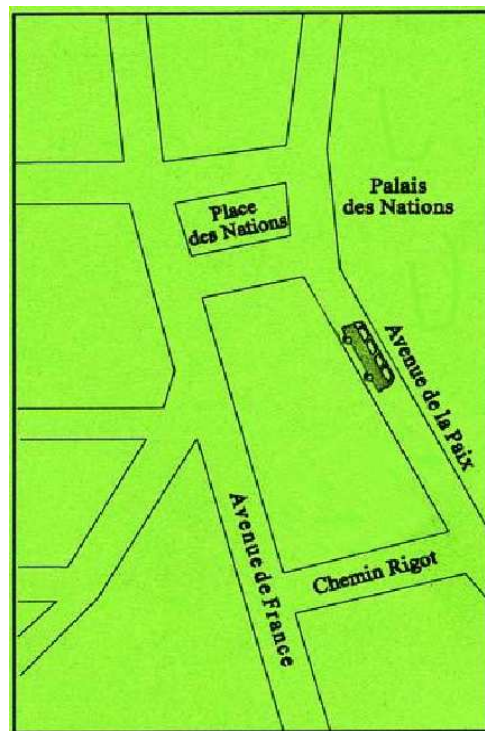 Place
des Nations
Palais
des Nations
Avenue de la Paix
Avenue de France
Chemin Rigot